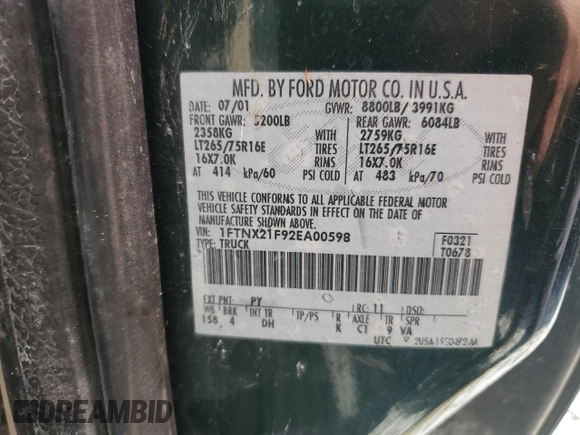 MFD. BY FORD MOTOR CO. IN U.S.A.
DATE: 07/01 GVWR: 8800LB/ 3991KG
FRONT GAWR: 5200LB REAR GAWR: 6084LB
2358KG WITH 2759KG WITH
LT265/75R16E TIRES LT265/75R16E TIRES
16X7.0K RIMS 16X7.0K RIMS
AT 414 kPa/60 PSI COLD AT 483 kPa/70 PSI COLD
THIS VEHICLE CONFORMS TO ALL APPLICABLE FEDERAL MOTOR
VEHICLE SAFETY STANDARDS IN EFFECT ON THE DATE OF
MANUFACTURE SHOWN ABOVE.
VIN: 1FTNX21F92EA00598 F0321
TYPE: TRUCK T0678
EXT PNT: PY RC: 11 DSO:
WB BRK INT TR TP/PS R AXLE TR SPR
158 4 DH K C1 9 VA
UTC
DREAMBID.COM